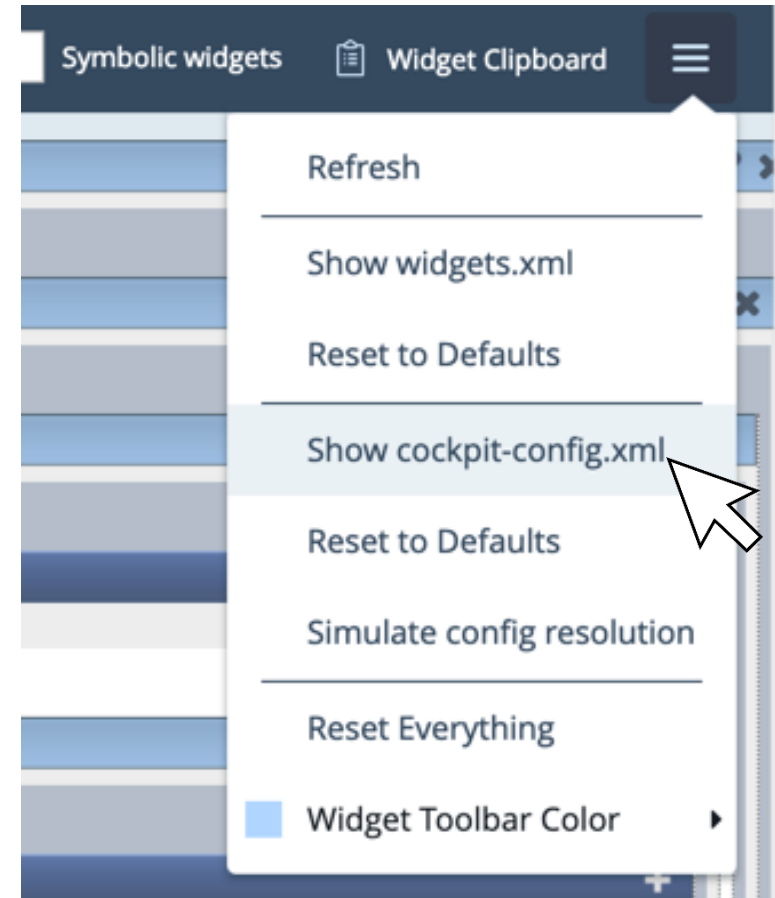 Symbolic widgets Widget Clipboard
Refresh
Show widgets.xml
Reset to Defaults
Show cockpit-config.xml
Reset to Defaults
Simulate config resolution
Reset Everything
Widget Toolbar Color